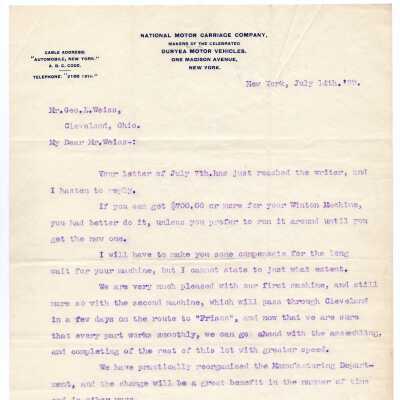 NATIONAL MOTOR CARRIAGE COMPANY,
MAKERS OF THE CELEBRATED
DURYEA MOTOR VEHICLES.
ONE MADISON AVENUE,
NEW YORK.
CABLE ADDRESS:
"AUTOMOBILE, NEW YORK."
A. B. C. CODE.
TELEPHONE, "2180 18TH."
New York, July 14th.'99.
Mr.Geo.L.Weiss,
Cleveland, Ohio.
My Dear Mr.Weiss-:
Your letter of July 7th.has just reached the writer, and
I hasten to reply.
If you can get $700.00 or more for your Winton Machine,
you had better do it, unless you prefer to run it around until you
get the new one.
I will have to make you some compensate for the long
wait for your machine, but I cannot state to just what extent.
We are very much pleased with our first machine, and still
more so with the second machine, which will pass through Cleveland
in a few days on the route to "Frisco", and now that we are sure
that every part works smoothly, we can go ahead with the assembling,
and completing of the rest of this lot with greater speed.
We have practically reorganized the Manufacturing Depart-
ment, and the change will be a great benefit in the manner of time
and in other ways.